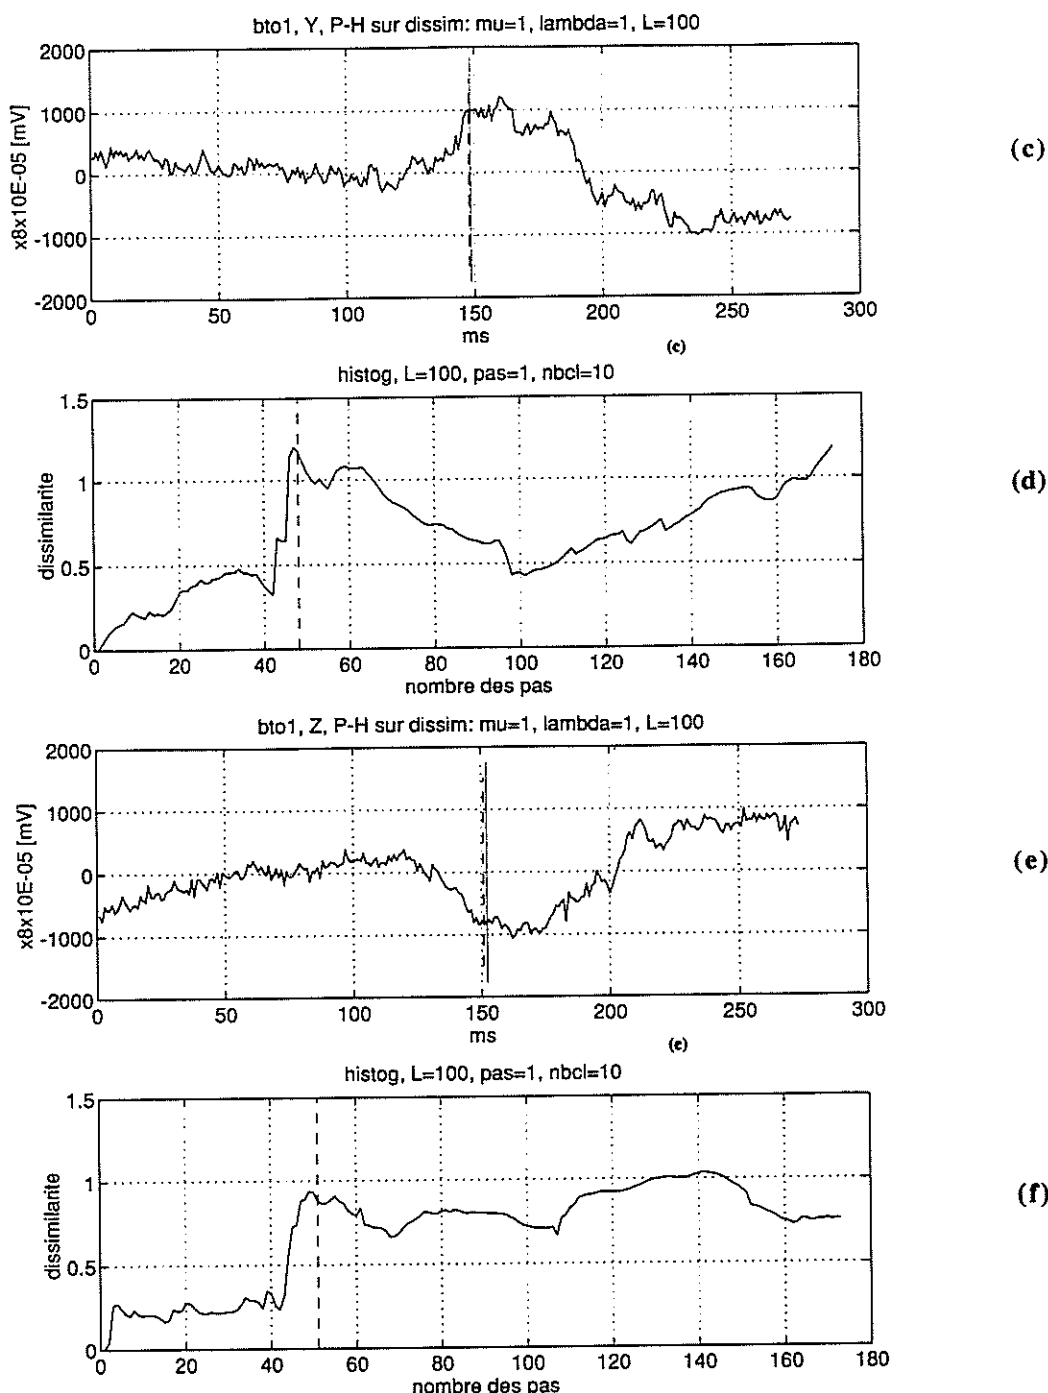 bto1, Y, P-H sur dissim: mu=1, lambda=1, L=100
2000
1000
0
-1000
-2000
x8x10E-05 [mV]
(c)
0 50 100 150 200 250 300
ms
(c)
histog, L=100, pas=1, nbcl=10
1.5
1
0.5
0
dissimilarite
(d)
0 20 40 60 80 100 120 140 160 180
nombre des pas
bto1, Z, P-H sur dissim: mu=1, lambda=1, L=100
2000
1000
0
-1000
-2000
x8x10E-05 [mV]
(e)
0 50 100 150 200 250 300
ms
(e)
histog, L=100, pas=1, nbcl=10
1.5
1
0.5
0
dissimilarite
(f)
0 20 40 60 80 100 120 140 160 180
nombre des pas